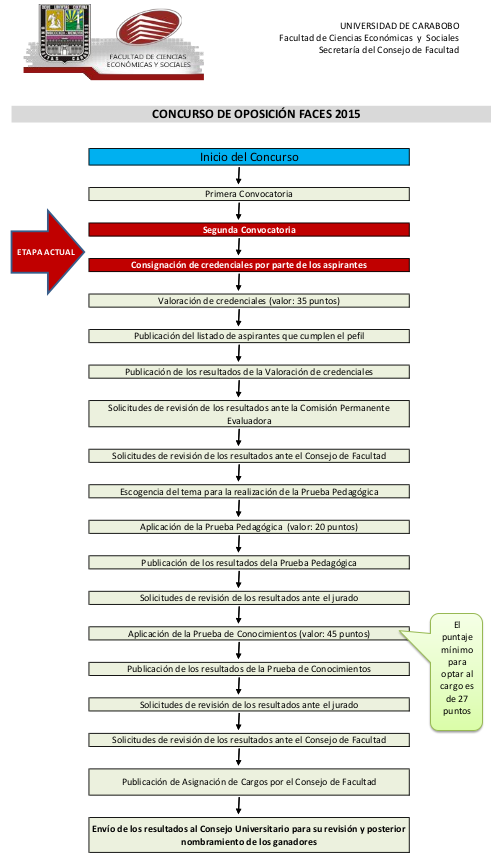 UNIVERSIDAD DE CARABOBO
Facultad de Ciencias Económicas y Sociales
Secretaría del Consejo de Facultad
FACULTAD DE CIENCIAS
ECONÓMICAS Y SOCIALES
CONCURSO DE OPOSICIÓN FACES 2015
Inicio del Concurso
Primera Convocatoria
Segunda Convocatoria
ETAPA ACTUAL
Consignación de credenciales por parte de los aspirantes
Valoración de credenciales (valor: 35 puntos)
Publicación del listado de aspirantes que cumplen el pefil
Publicación de los resultados de la Valoración de credenciales
Solicitudes de revisión de los resultados ante la Comisión Permanente
Evaluadora
Solicitudes de revisión de los resultados ante el Consejo de Facultad
Escogencia del tema para la realización de la Prueba Pedagógica
Aplicación de la Prueba Pedagógica (valor: 20 puntos)
Publicación de los resultados dela Prueba Pedagógica
Solicitudes de revisión de los resultados ante el jurado
Aplicación de la Prueba de Conocimientos (valor: 45 puntos)
El
puntaje
mínimo
para
optar al
cargo es
de 27
puntos
Publicación de los resultados de la Prueba de Conocimientos
Solicitudes de revisión de los resultados ante el jurado
Solicitudes de revisión de los resultados ante el Consejo de Facultad
Publicación de Asignación de Cargos por el Consejo de Facultad
Envío de los resultados al Consejo Universitario para su revisión y posterior
nombramiento de los ganadores